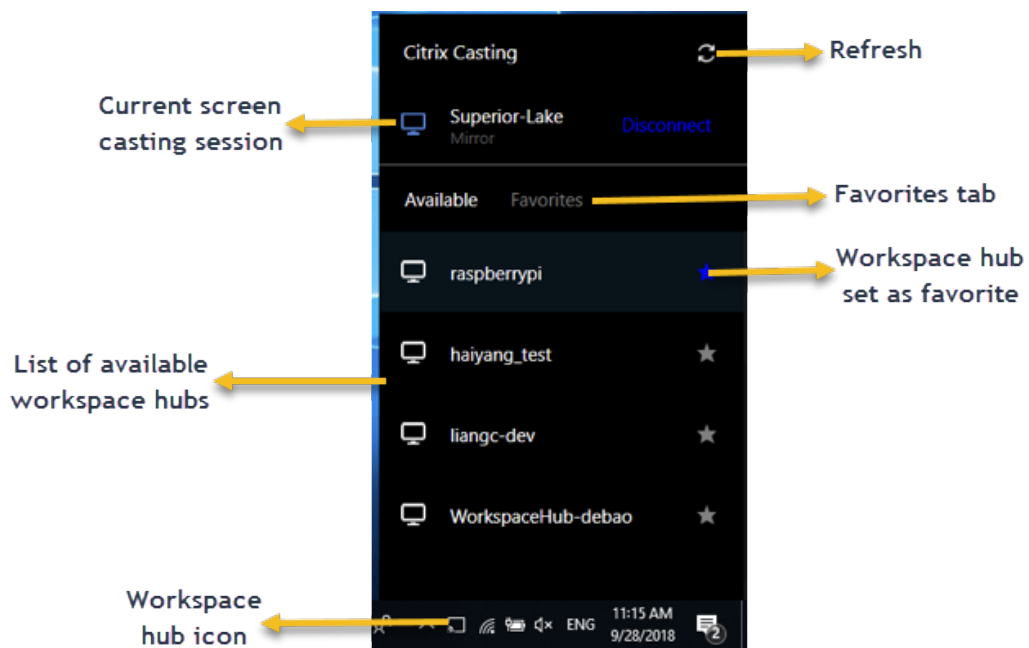 Citrix Casting
Refresh
Current screen
casting session
Superior-Lake
Mirror
Disconnect
Available
Favorites
Favorites tab
raspberrypi
Workspace hub
set as favorite
List of available
workspace hubs
haiyang_test
liangc-dev
WorkspaceHub-debao
Workspace
hub icon
ENG
11:15 AM
9/28/2018
2